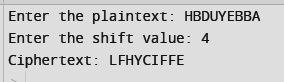 Enter the plaintext: HBDUYEBBA
Enter the shift value: 4
Ciphertext: LFHYCIFFE